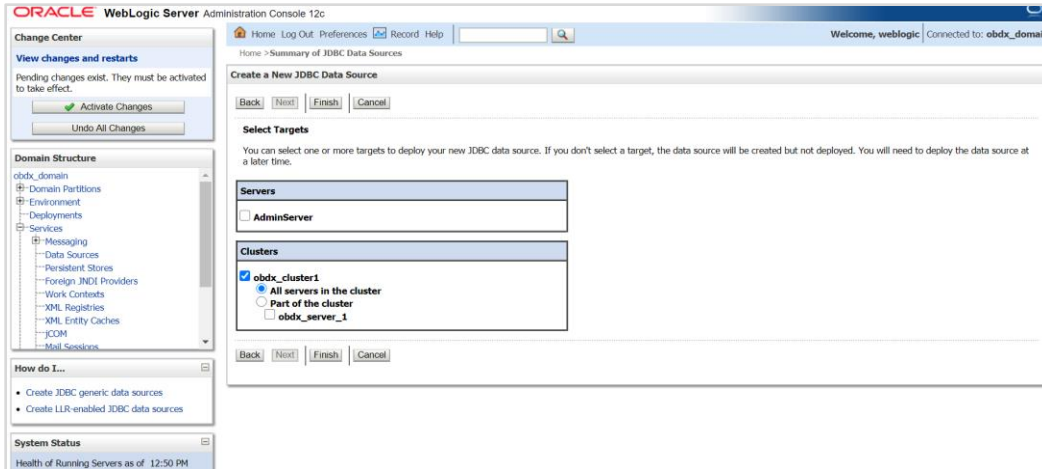 ORACLE WebLogic Server Administration Console 12c
Change Center
View changes and restarts
Pending changes exist. They must be activated
to take effect.
Activate Changes
Undo All Changes
Domain Structure
obdx_domain
Domain Partitions
Environment
Deployments
Services
Messaging
Data Sources
Persistent Stores
Foreign JNDI Providers
Work Contexts
XML Registries
XML Entity Caches
jCOM
Mail Sessions
How do I...
Create JDBC generic data sources
Create LLR-enabled JDBC data sources
System Status
Health of Running Servers as of 12:50 PM
Home Log Out Preferences Record Help
Welcome, weblogic Connected to: obdx_domai
Home >Summary of JDBC Data Sources
Create a New JDBC Data Source
Back Next Finish Cancel
Select Targets
You can select one or more targets to deploy your new JDBC data source. If you don't select a target, the data source will be created but not deployed. You will need to deploy the data source at
a later time.
Servers
AdminServer
Clusters
obdx_cluster1
All servers in the cluster
Part of the cluster
obdx_server_1
Back Next Finish Cancel